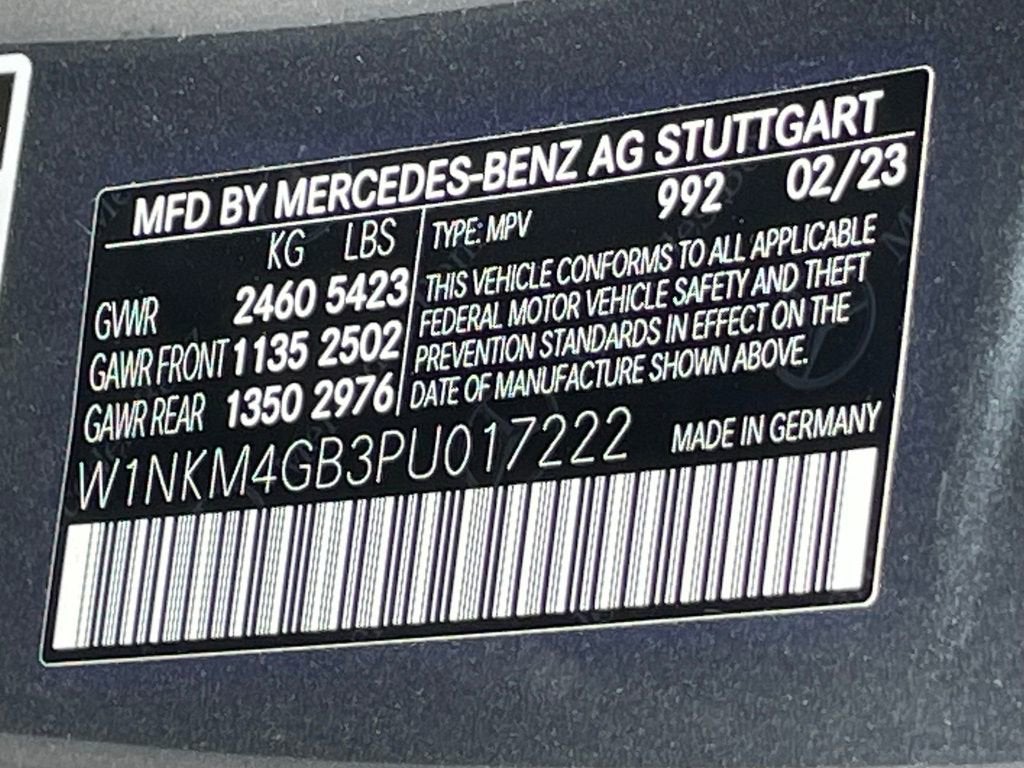 MFD BY MERCEDES-BENZ AG STUTTGART
KG LBS
GVWR 2460 5423
GAWR FRONT 1135 2502
GAWR REAR 1350 2976
TYPE: MPV 992 02/23
THIS VEHICLE CONFORMS TO ALL APPLICABLE
FEDERAL MOTOR VEHICLE SAFETY AND THEFT
PREVENTION STANDARDS IN EFFECT ON THE
DATE OF MANUFACTURE SHOWN ABOVE.
W1NKM4GB3PU017222 MADE IN GERMANY